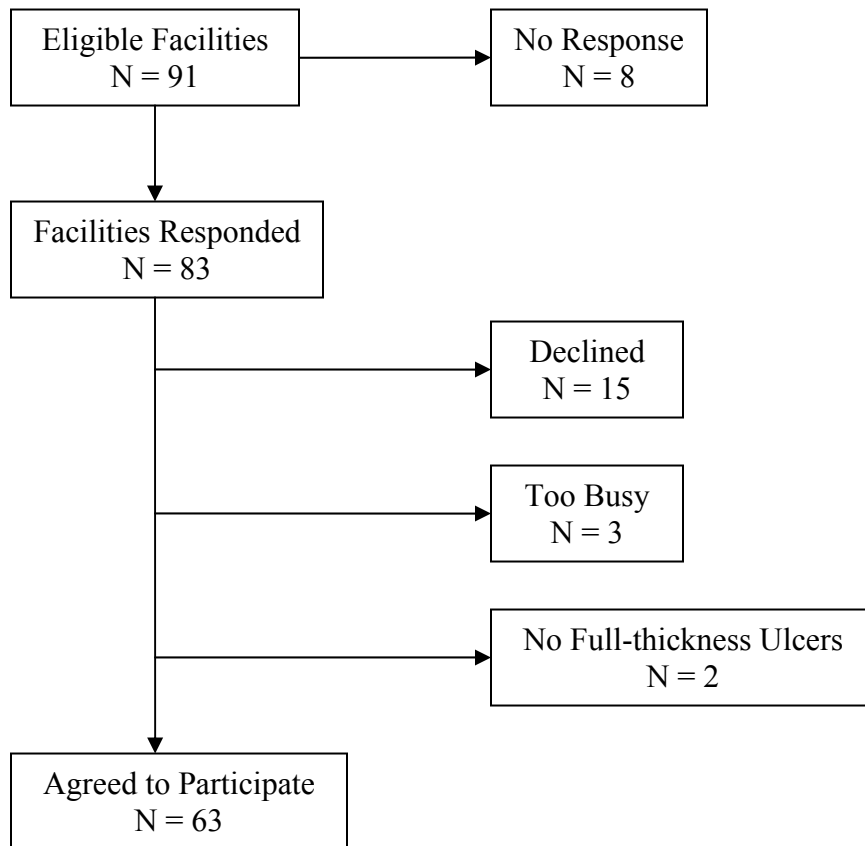 Eligible Facilities
N = 91
No Response
N = 8
Facilities Responded
N = 83
Declined
N = 15
Too Busy
N = 3
No Full-thickness Ulcers
N = 2
Agreed to Participate
N = 63